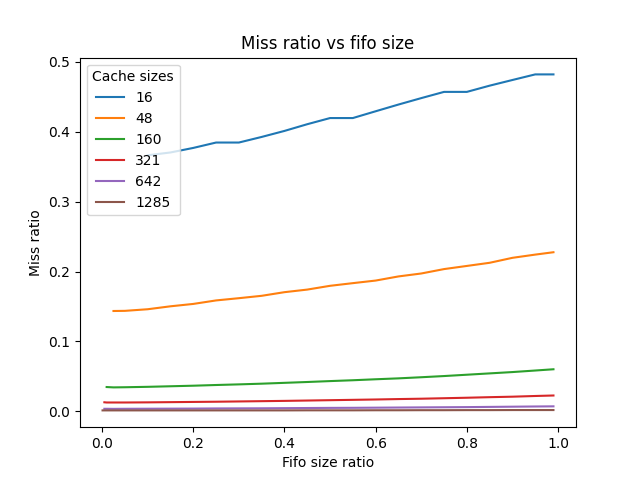 Miss ratio vs fifo size
Cache sizes
16
48
160
321
642
1285
0.5
0.4
0.3
0.2
0.1
0.0
Miss ratio
0.0 0.2 0.4 0.6 0.8 1.0
Fifo size ratio